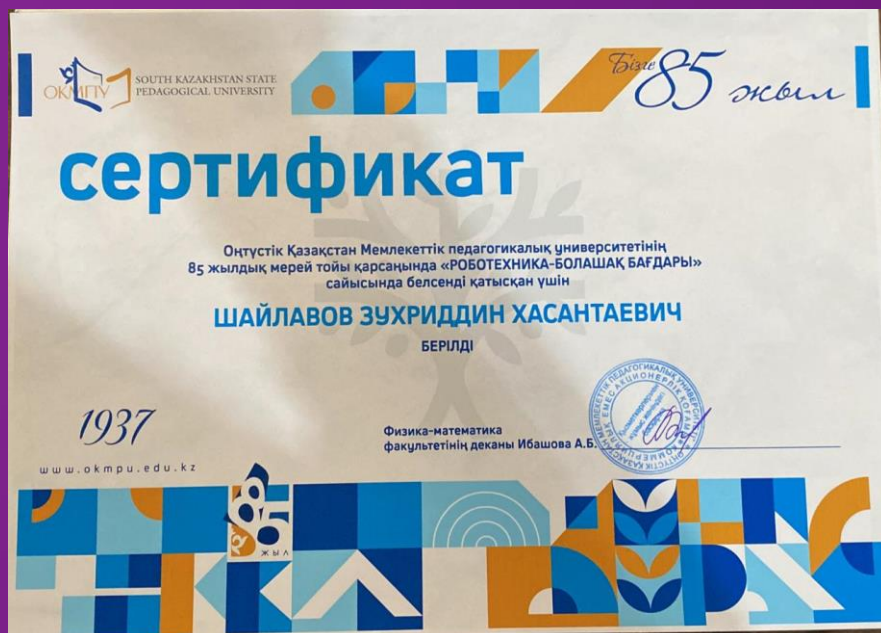 ОҚМПУ
SOUTH KAZAKHSTAN STATE
PEDAGOGICAL UNIVERSITY
Бізге 85 жыл
сертификат
Оңтүстік Қазақстан Мемлекеттік педагогикалық университетінің
85 жылдық мерей тойы қарсаңында «РОБОТЕХНИКА-БОЛАШАҚ БАҒДАРЫ»
сайысында белсенді қатысқан үшін
ШАЙЛАВОВ ЗУХРИДДИН ХАСАНТАЕВИЧ
БЕРІЛДІ
1937
www.okmpu.edu.kz
Физика-математика
факультетінің деканы Ибашова А.Б.
85
ЖЫЛ